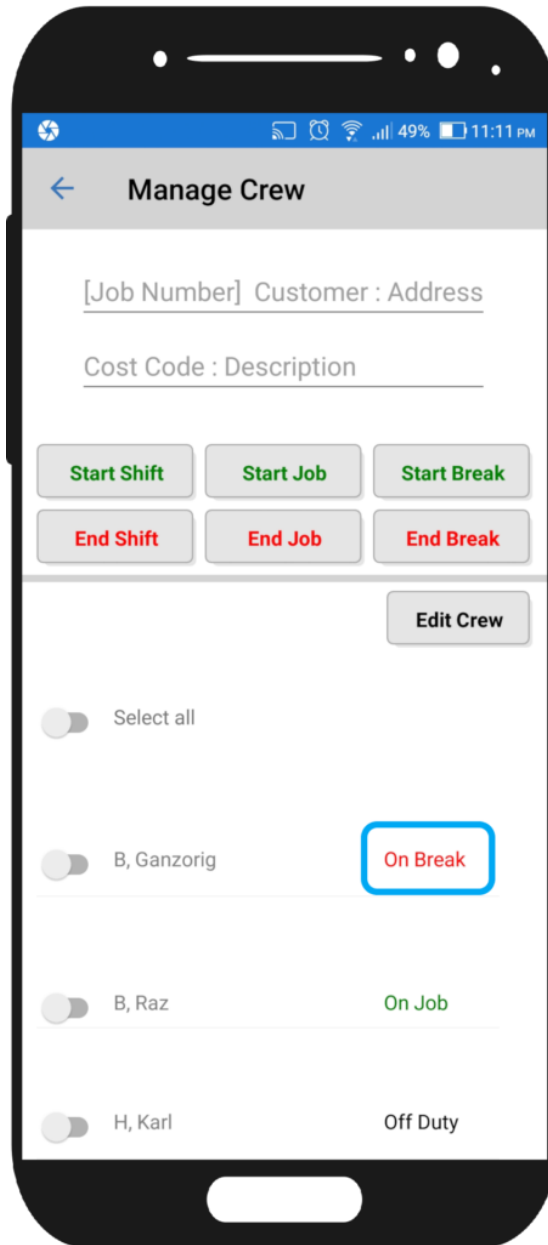 49% 11:11 PM
Manage Crew
[Job Number] Customer : Address
Cost Code : Description
Start Shift Start Job Start Break
End Shift End Job End Break
Edit Crew
Select all
B, Ganzorig On Break
B, Raz On Job
H, Karl Off Duty